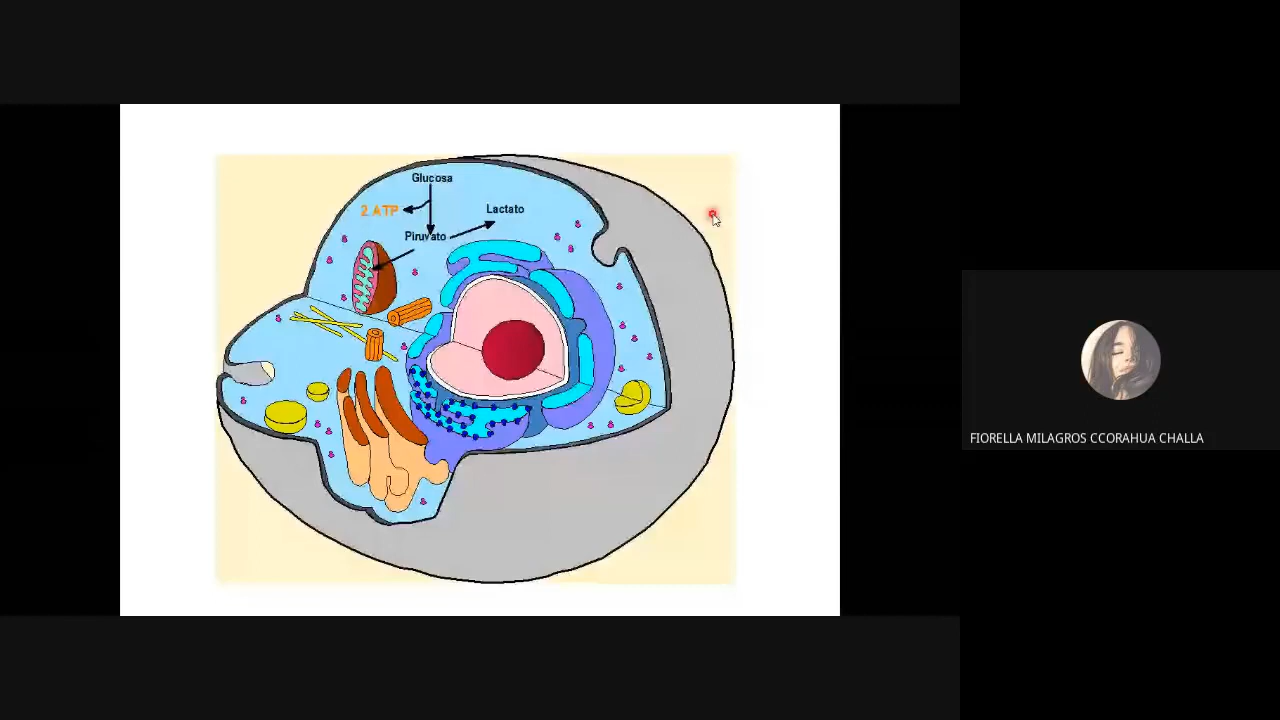 Glucosa
2 ATP
Lactato
Piruvato
FIORELLA MILAGROS CCORAHUA CHALLA